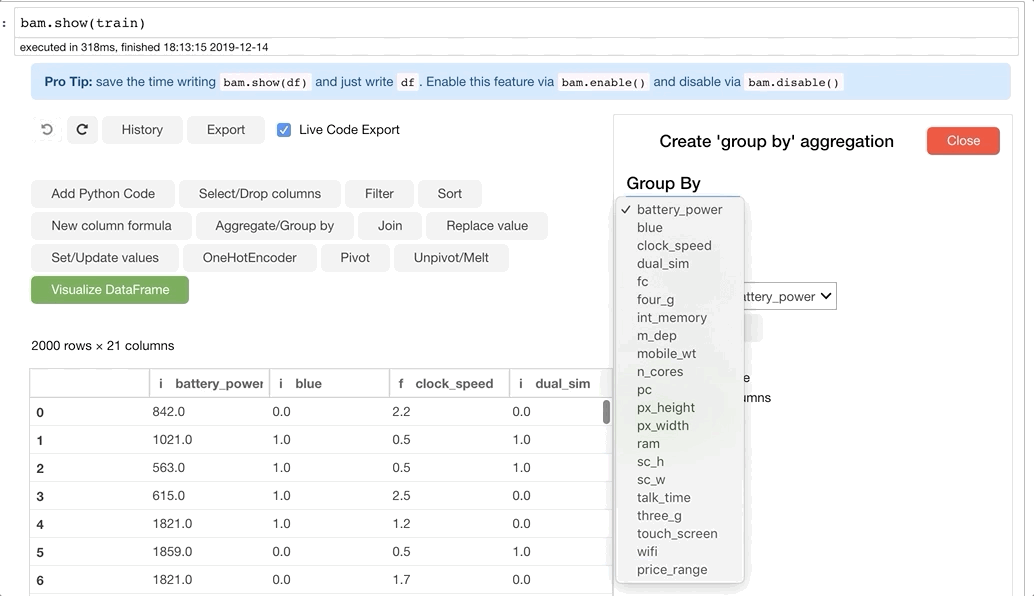 : bam.show(train)
executed in 318ms, finished 18:13:15 2019-12-14
Pro Tip: save the time writing bam.show(df) and just write df. Enable this feature via bam.enable() and disable via bam.disable()
History Export Live Code Export
Create 'group by' aggregation Close
Add Python Code Select/Drop columns Filter Sort
New column formula Aggregate/Group by Join Replace value
Set/Update values OneHotEncoder Pivot Unpivot/Melt
Visualize DataFrame
2000 rows × 21 columns
i battery_power i blue f clock_speed i dual_sim
0 842.0 0.0 2.2 0.0
1 1021.0 1.0 0.5 1.0
2 563.0 1.0 0.5 1.0
3 615.0 1.0 2.5 0.0
4 1821.0 1.0 1.2 0.0
5 1859.0 0.0 0.5 1.0
6 1821.0 0.0 1.7 0.0
Group By
battery_power
blue
clock_speed
dual_sim
fc
four_g
int_memory
m_dep
mobile_wt
n_cores
pc
px_height
px_width
ram
sc_h
sc_w
talk_time
three_g
touch_screen
wifi
price_range